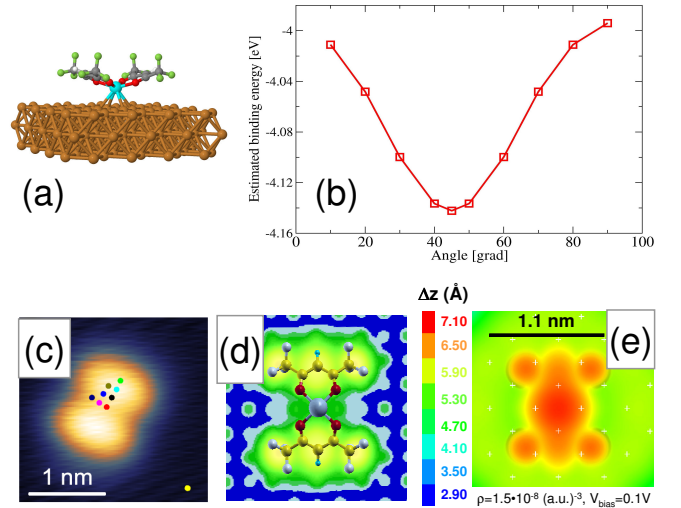 (a)
(b)
Estimated binding energy [eV]
-4
-4.04
-4.08
-4.12
-4.16
0
20
40
60
80
100
Angle [grad]
(c)
1 nm
(d)
Δz (Å)
7.10
6.50
5.90
5.30
4.70
4.10
3.50
2.90
(e)
1.1 nm
ρ=1.5•10⁻⁸ (a.u.)⁻³, V_bias=0.1V